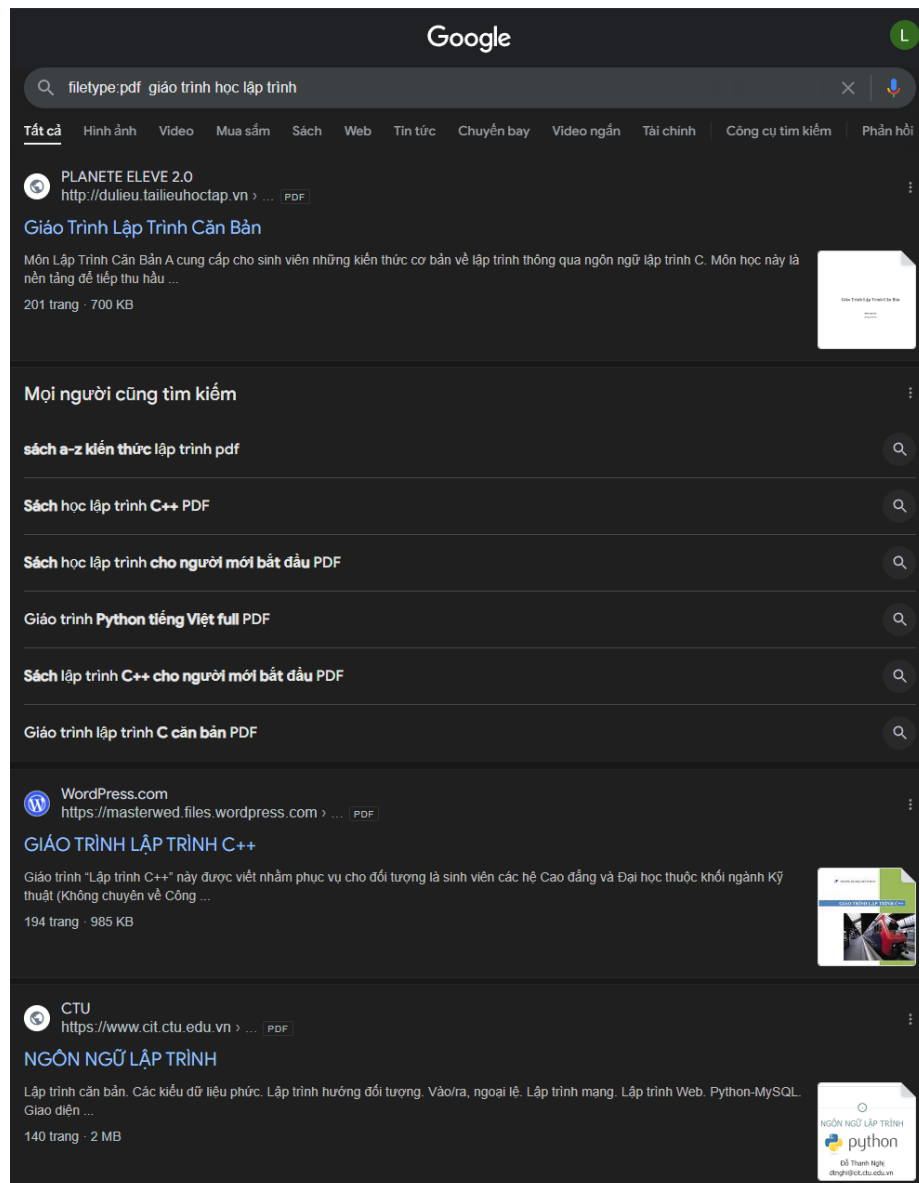 Google
L
filetype:pdf  giáo trình học lập trình
Tất cả Hình ảnh Video Mua sắm Sách Web Tin tức Chuyến bay Video ngắn Tài chính Công cụ tìm kiếm Phản hồi
PLANETE ELEVE 2.0
http://dulieu.tailieuhoctap.vn › ... PDF
Giáo Trình Lập Trình Căn Bản
Môn Lập Trình Căn Bản A cung cấp cho sinh viên những kiến thức cơ bản về lập trình thông qua ngôn ngữ lập trình C. Môn học này là
nền tảng để tiếp thu hầu ...
201 trang · 700 KB
Giáo Trình Lập Trình Căn Bản
Mọi người cũng tìm kiếm
sách a-z kiến thức lập trình pdf
Sách học lập trình C++ PDF
Sách học lập trình cho người mới bắt đầu PDF
Giáo trình Python tiếng Việt full PDF
Sách lập trình C++ cho người mới bắt đầu PDF
Giáo trình lập trình C căn bản PDF
WordPress.com
https://masterwed.files.wordpress.com › ... PDF
GIÁO TRÌNH LẬP TRÌNH C++
Giáo trình “Lập trình C++” này được viết nhằm phục vụ cho đối tượng là sinh viên các hệ Cao đẳng và Đại học thuộc khối ngành Kỹ
thuật (Không chuyên về Công ...
194 trang · 985 KB
GIÁO TRÌNH LẬP TRÌNH C++
CTU
https://www.cit.ctu.edu.vn › ... PDF
NGÔN NGỮ LẬP TRÌNH
Lập trình căn bản. Các kiểu dữ liệu phức. Lập trình hướng đối tượng. Vào/ra, ngoại lệ. Lập trình mạng. Lập trình Web. Python-MySQL.
Giao diện ...
140 trang · 2 MB
NGÔN NGỮ LẬP TRÌNH
python
Đỗ Thanh Nghị
dtnghi@cit.ctu.edu.vn